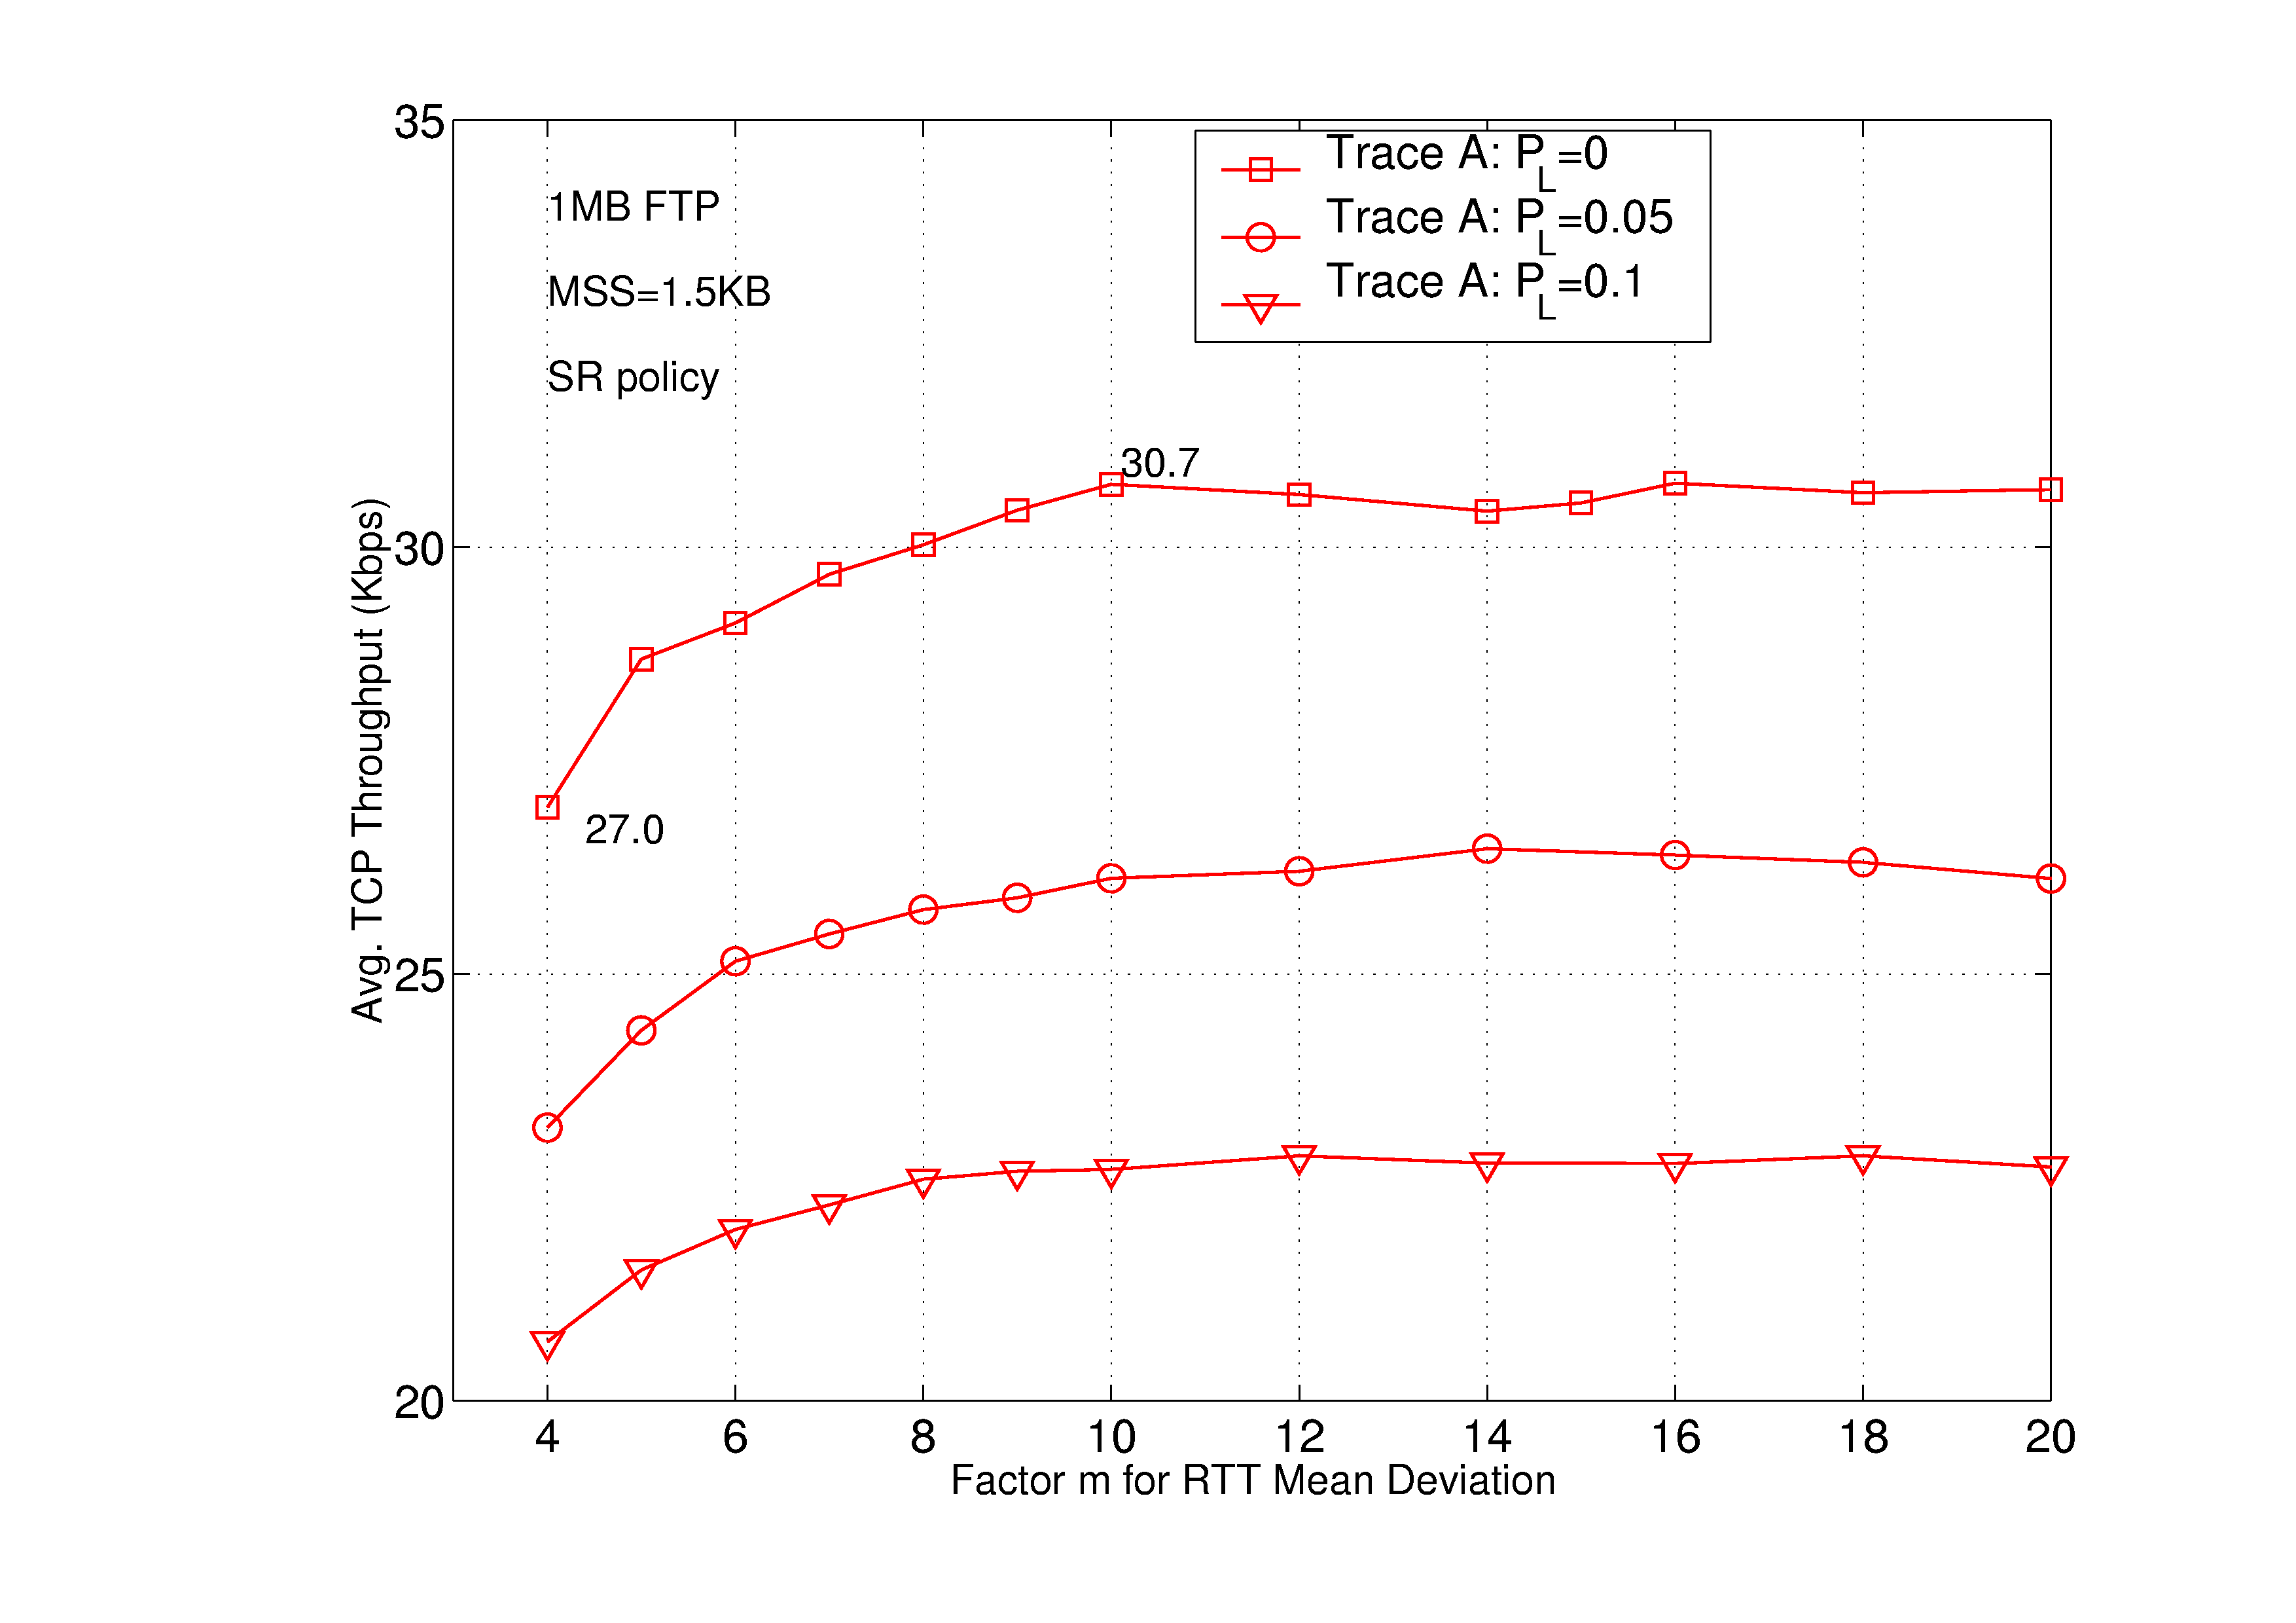 35
30
25
20
Avg. TCP Throughput (Kbps)
1MB FTP
MSS=1.5KB
SR policy
Trace A: P_L=0
Trace A: P_L=0.05
Trace A: P_L=0.1
30.7
27.0
4 6 8 10 12 14 16 18 20
Factor m for RTT Mean Deviation